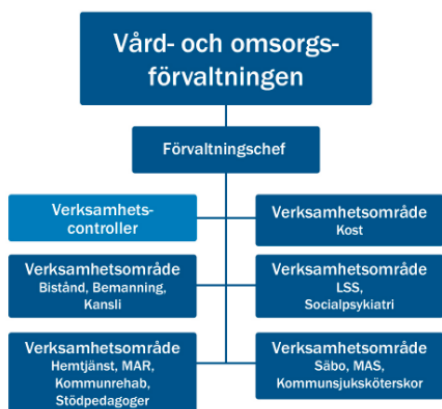 Vård- och omsorgs-
förvaltningen
Förvaltningschef
Verksamhets-
controller
Verksamhetsområde
Kost
Verksamhetsområde
Bistånd, Bemanning,
Kansli
Verksamhetsområde
LSS,
Socialpsykiatri
Verksamhetsområde
Hemtjänst, MAR,
Kommunrehab,
Stödpedagoger
Verksamhetsområde
Säbo, MAS,
Kommunsjuksköterskor